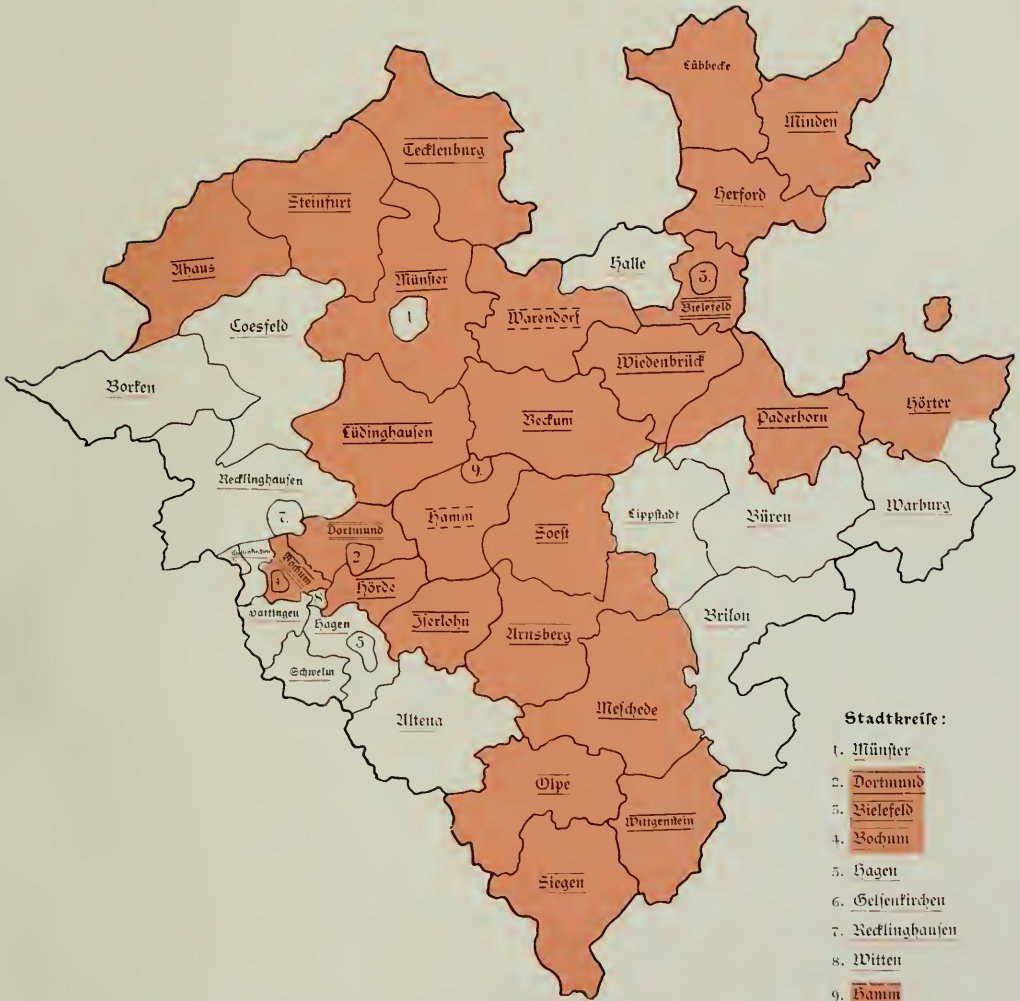 Lübbecke
Minden
Tecklenburg
Herford
Steinfurt
Halle
3.
Ahaus
Münster
Bielefeld
1
Warendorf
Coesfeld
Wiedenbrück
Borken
Höxter
Paderborn
Lüdinghausen
Beckum
9.
Recklinghausen
Lippstadt
Büren
Warburg
7.
Hamm
Dortmund
Soest
2
Gelsenkirchen
Bochum
4
Hörde
8
Hattingen
Hagen
Iserlohn
Arnsberg
Brilon
5
Schwelm
Altena
Meschede
Olpe
Wittgenstein
Siegen
Stadtkreise:
1. Münster
2. Dortmund
3. Bielefeld
4. Bochum
5. Hagen
6. Gelsenkirchen
7. Recklinghausen
8. Witten
9. Hamm